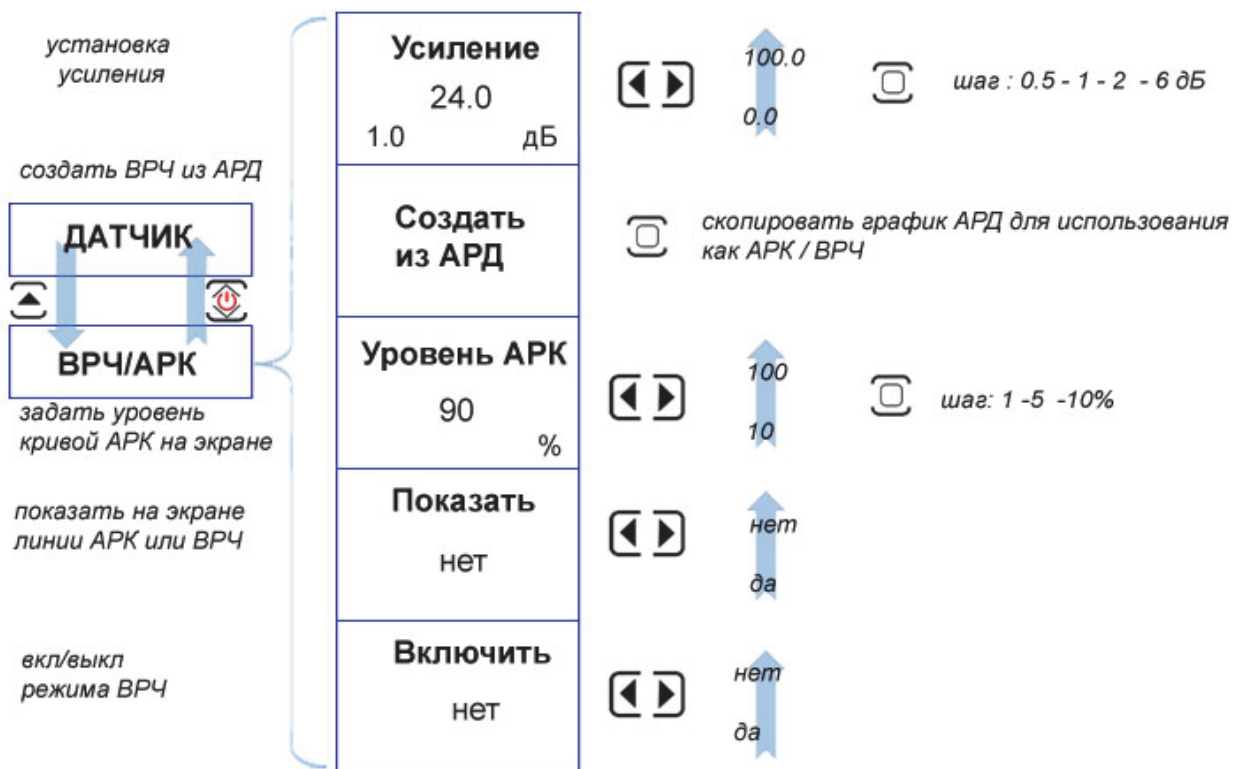 установка
усиления
создать ВРЧ из АРД
ДАТЧИК
ВРЧ/АРК
задать уровень
кривой АРК на экране
показать на экране
линии АРК или ВРЧ
вкл/выкл
режима ВРЧ
Усиление
24.0
1.0 дБ
100.0
0.0
шаг : 0.5 - 1 - 2 - 6 дБ
Создать
из АРД
скопировать график АРД для использования
как АРК / ВРЧ
Уровень АРК
90
%
100
10
шаг: 1 -5 -10%
Показать
нет
нет
да
Включить
нет
нет
да